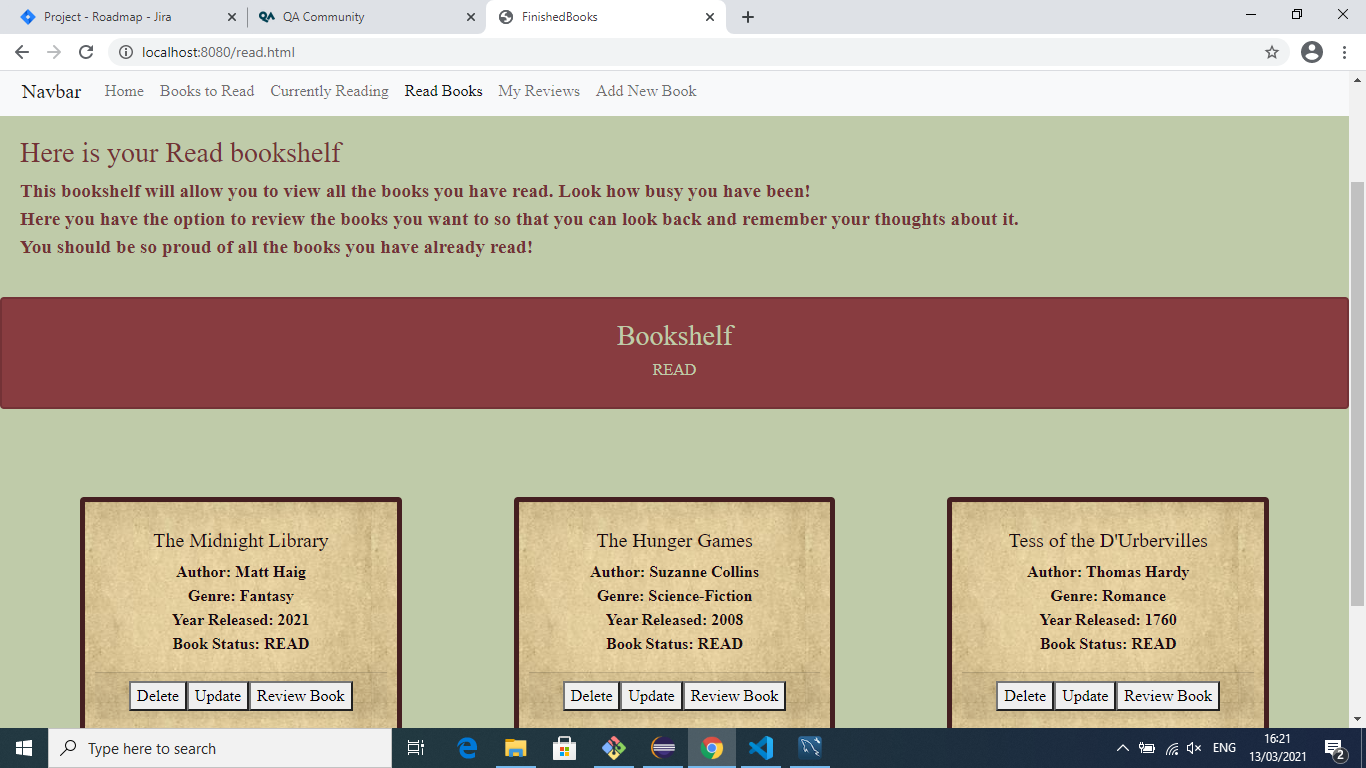 Project - Roadmap - Jira
QA QA Community
FinishedBooks
localhost:8080/read.html
Navbar Home Books to Read Currently Reading Read Books My Reviews Add New Book
Here is your Read bookshelf
This bookshelf will allow you to view all the books you have read. Look how busy you have been!
Here you have the option to review the books you want to so that you can look back and remember your thoughts about it.
You should be so proud of all the books you have already read!
Bookshelf
READ
The Midnight Library
Author: Matt Haig
Genre: Fantasy
Year Released: 2021
Book Status: READ
Delete Update Review Book
The Hunger Games
Author: Suzanne Collins
Genre: Science-Fiction
Year Released: 2008
Book Status: READ
Delete Update Review Book
Tess of the D'Urbervilles
Author: Thomas Hardy
Genre: Romance
Year Released: 1760
Book Status: READ
Delete Update Review Book
Type here to search
ENG
16:21
13/03/2021
2